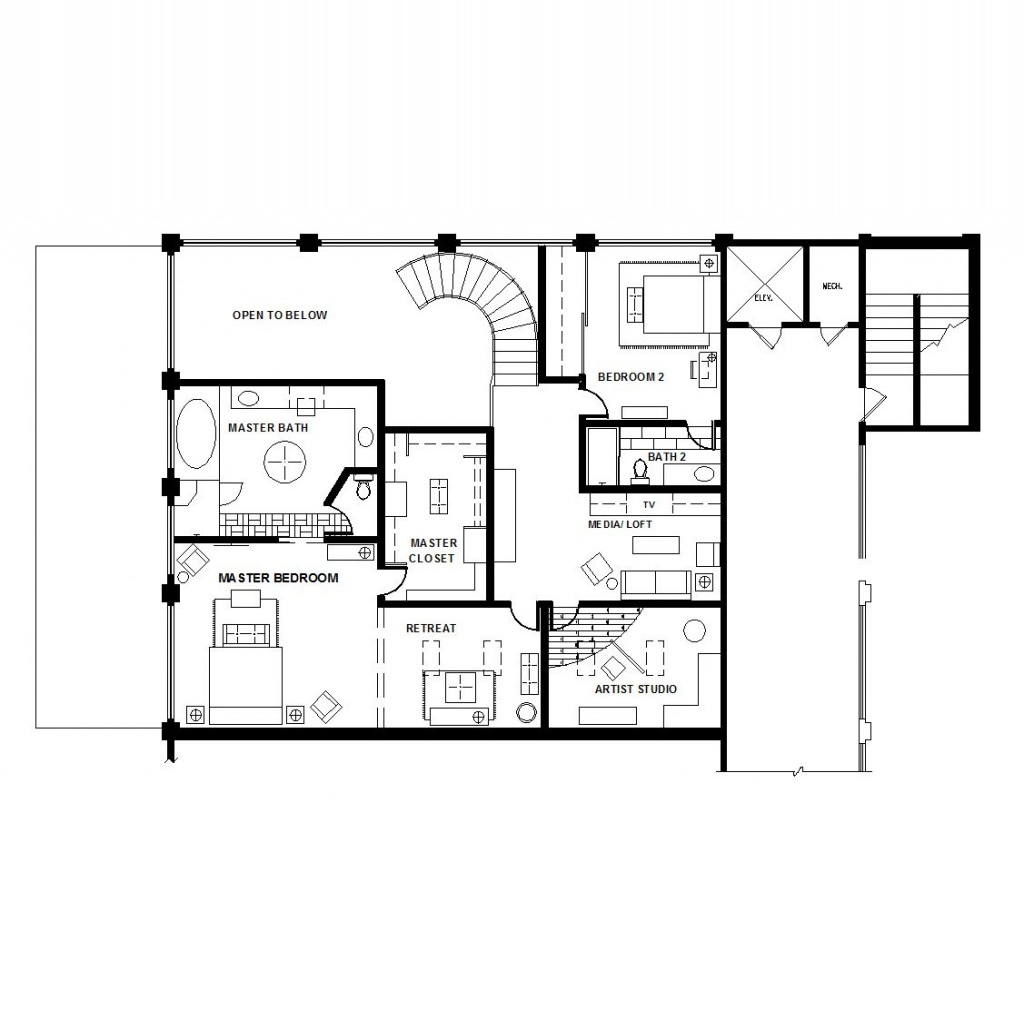 OPEN TO BELOW
ELEV.
MECH.
BEDROOM 2
MASTER BATH
BATH 2
TV
MEDIA/ LOFT
MASTER
CLOSET
MASTER BEDROOM
RETREAT
ARTIST STUDIO